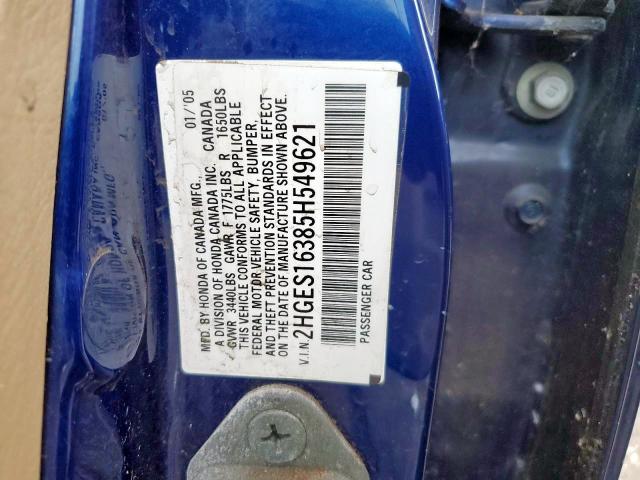 MFD. BY HONDA OF CANADA MFG., 01/'05
A DIVISION OF HONDA CANADA INC. CANADA
GVWR 3440LBS GAWR F 1775LBS R 1650LBS
THIS VEHICLE CONFORMS TO ALL APPLICABLE
FEDERAL MOTOR VEHICLE SAFETY, BUMPER,
AND THEFT PREVENTION STANDARDS IN EFFECT
ON THE DATE OF MANUFACTURE SHOWN ABOVE.
V.I.N. 2HGES16385H549621
PASSENGER CAR